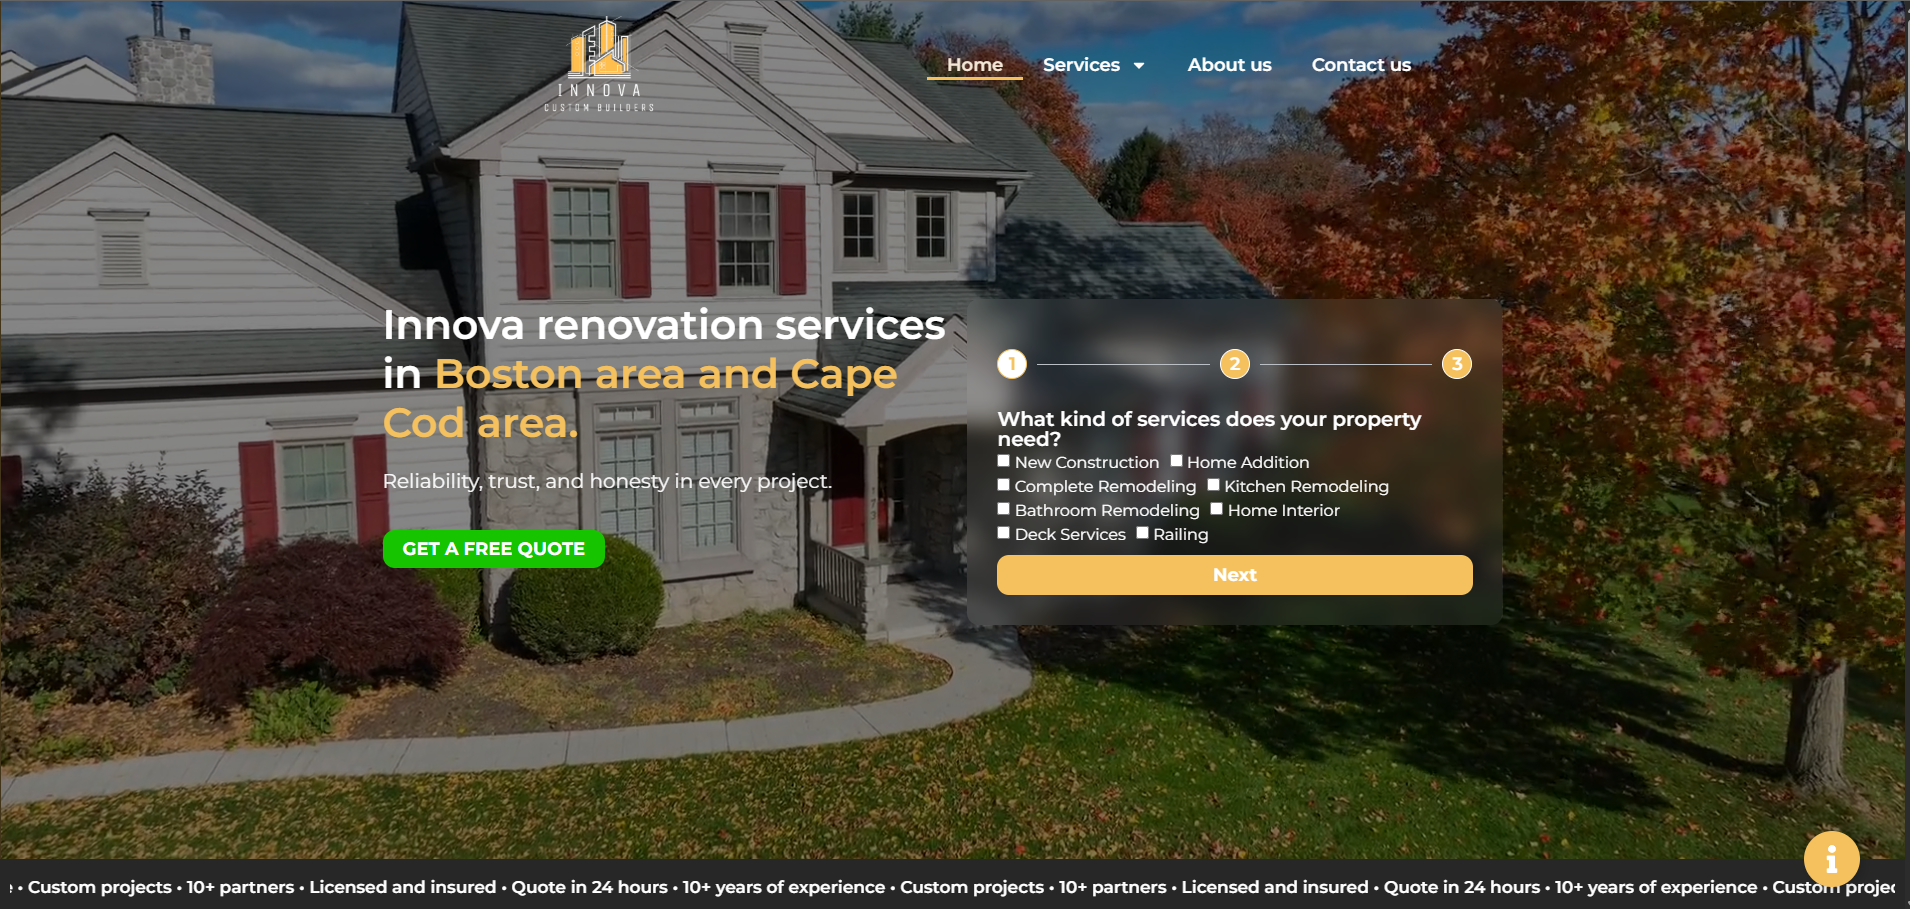 INNOVA
CUSTOM BUILDERS
Home
Services
About us
Contact us
Innova renovation services
in Boston area and Cape
Cod area.
Reliability, trust, and honesty in every project.
GET A FREE QUOTE
1
2
3
What kind of services does your property
need?
New Construction Home Addition
Complete Remodeling Kitchen Remodeling
Bathroom Remodeling Home Interior
Deck Services Railing
Next
• Custom projects • 10+ partners • Licensed and insured • Quote in 24 hours • 10+ years of experience • Custom projects • 10+ partners • Licensed and insured • Quote in 24 hours • 10+ years of experience • Custom projec